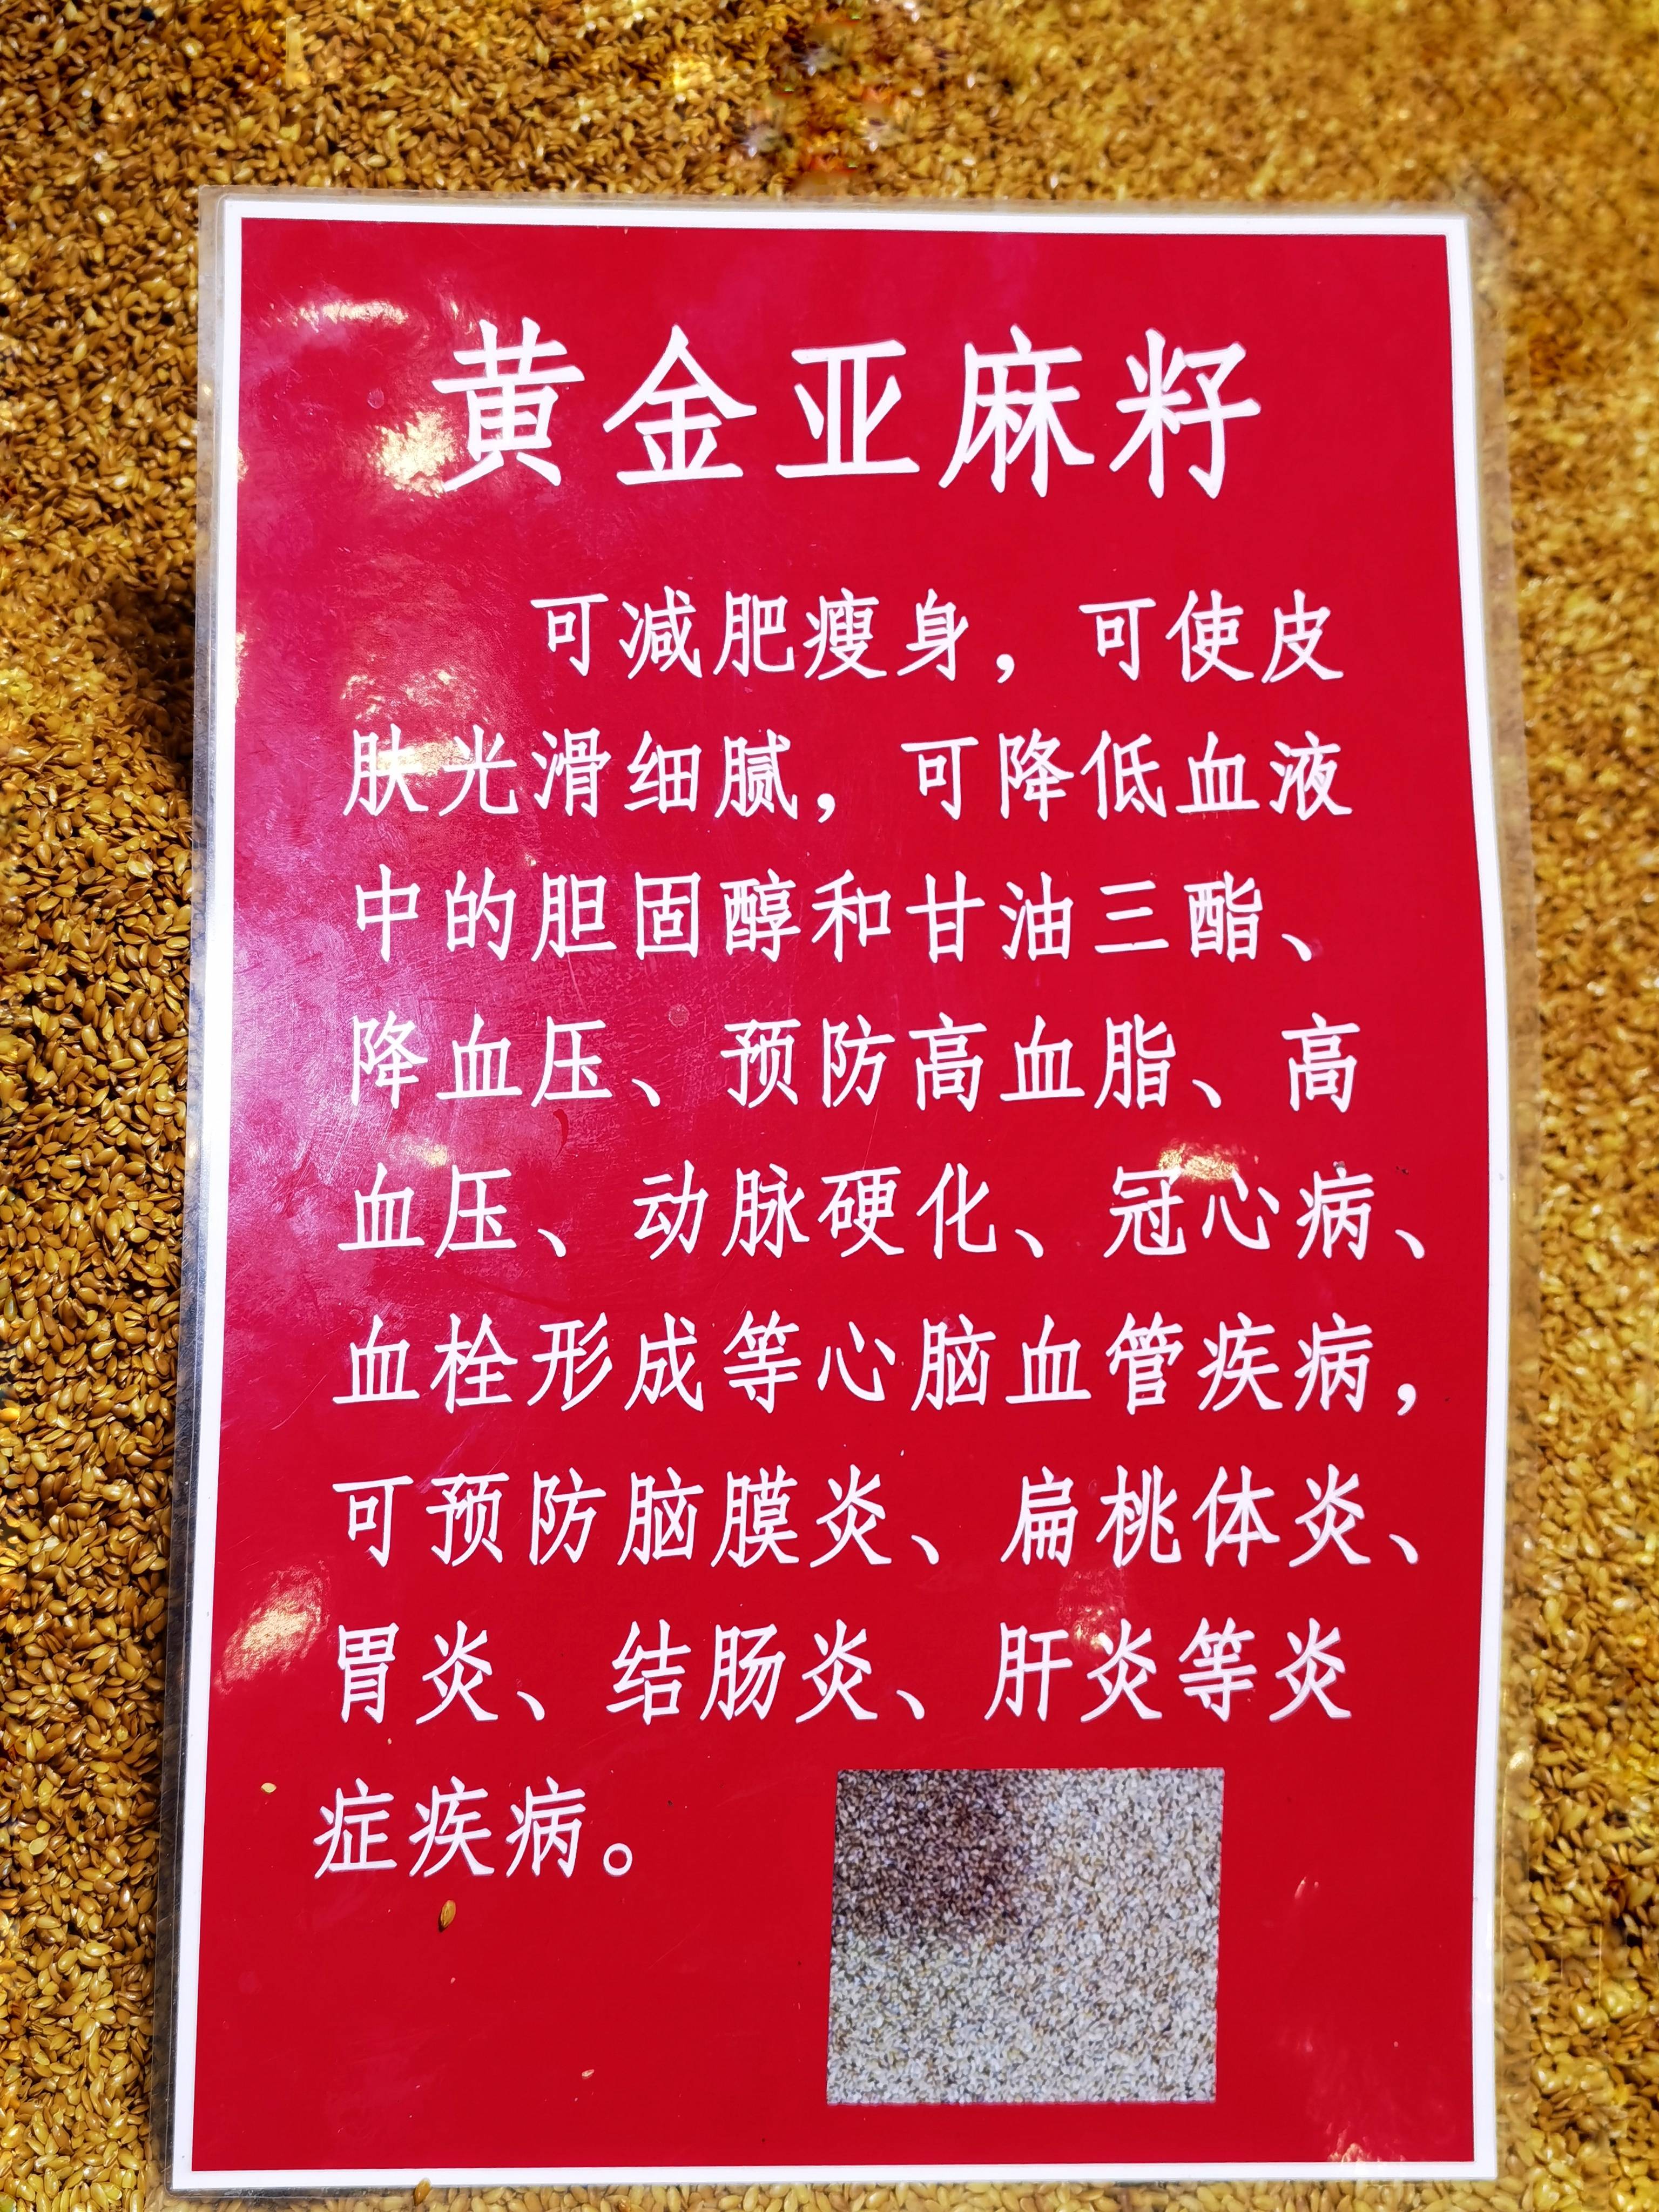 黄金亚麻籽
可减肥瘦身，可使皮
肤光滑细腻，可降低血液
中的胆固醇和甘油三酯、
降血压、预防高血脂、高
血压、动脉硬化、冠心病、
血栓形成等心脑血管疾病，
可预防脑膜炎、扁桃体炎、
胃炎、结肠炎、肝炎等炎
症疾病。